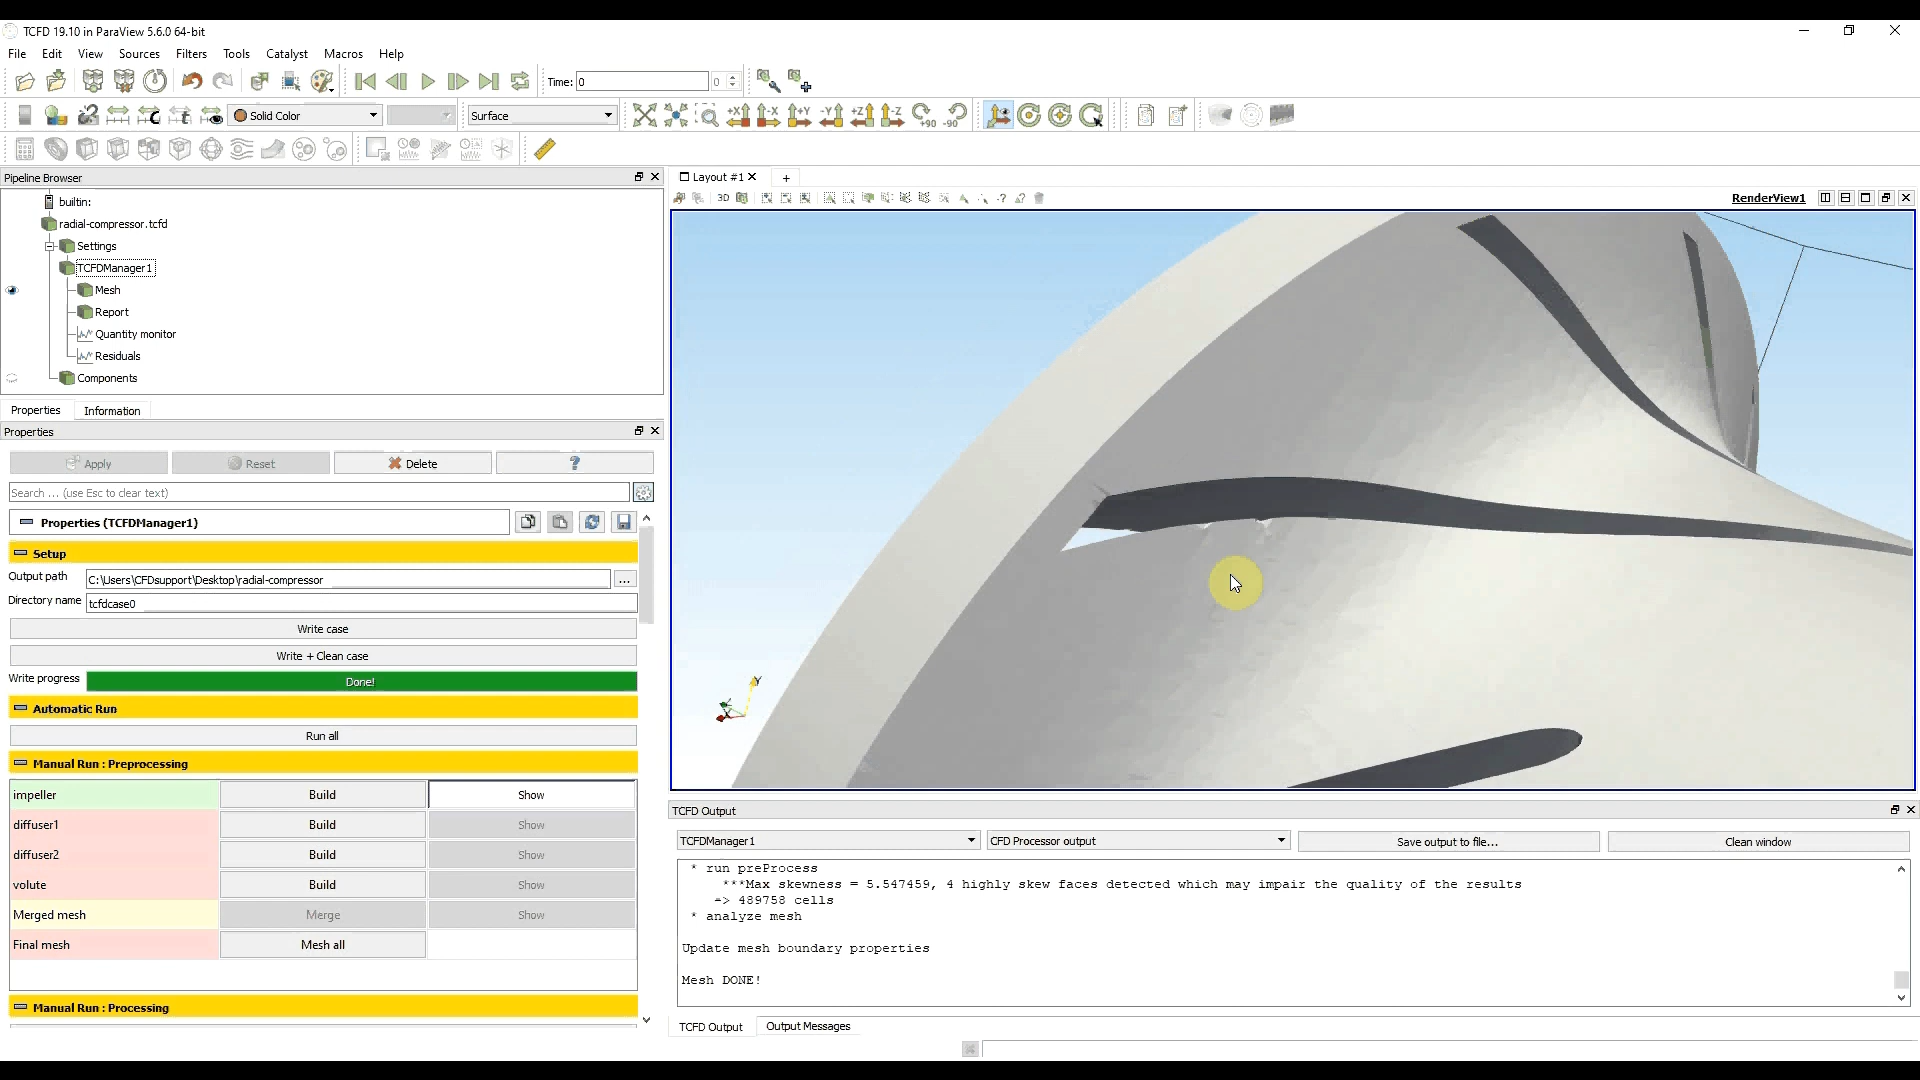 TCFD 19.10 in ParaView 5.6.0 64-bit
File Edit View Sources Filters Tools Catalyst Macros Help
Time: 0 0
Solid Color Surface +X -X +Y -Y +Z -Z +90 -90
Pipeline Browser
builtin:
radial-compressor.tcfd
Settings
TCFDManager1
Mesh
Report
Quantity monitor
Residuals
Components
Properties Information
Properties
Apply Reset Delete ?
Search ... (use Esc to clear text)
Properties (TCFDManager1)
Setup
Output path C:\Users\CFDsupport\Desktop\radial-compressor ...
Directory name tcfdcase0
Write case
Write + Clean case
Write progress Done!
Automatic Run
Run all
Manual Run : Preprocessing
impeller Build Show
diffuser1 Build Show
diffuser2 Build Show
volute Build Show
Merged mesh Merge Show
Final mesh Mesh all
Manual Run : Processing
Layout #1 +
3D RenderView1
Y
TCFD Output
TCFDManager1 CFD Processor output Save output to file... Clean window
* run preProcess
***Max skewness = 5.547459, 4 highly skew faces detected which may impair the quality of the results
=> 489758 cells
* analyze mesh
Update mesh boundary properties
Mesh DONE!
TCFD Output Output Messages